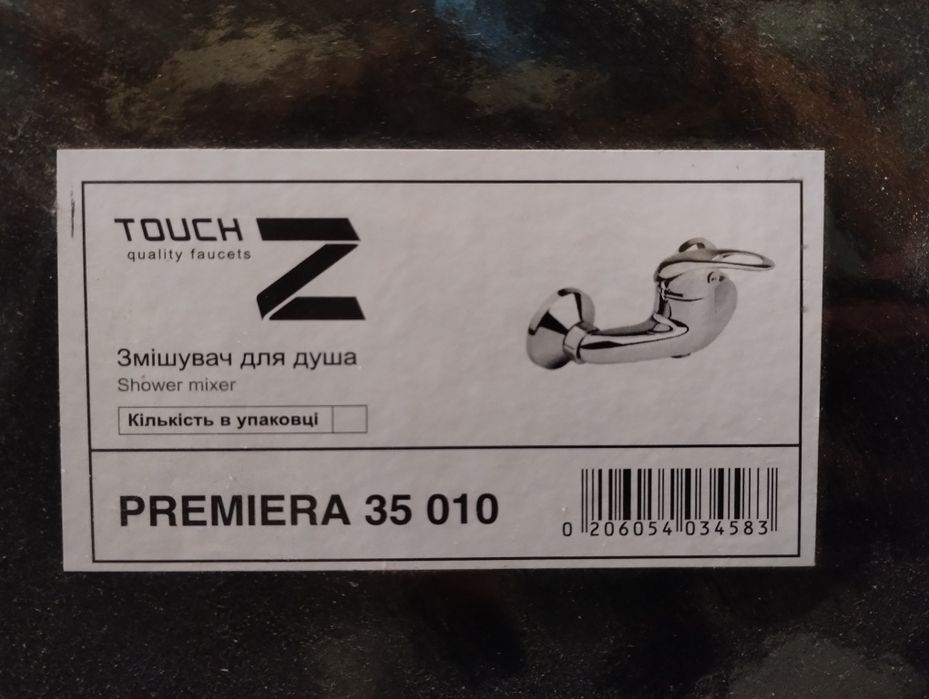 TOUCH Z
quality faucets
Змішувач для душа
Shower mixer
Кількість в упаковці
PREMIERA 35 010
0 206054 034583